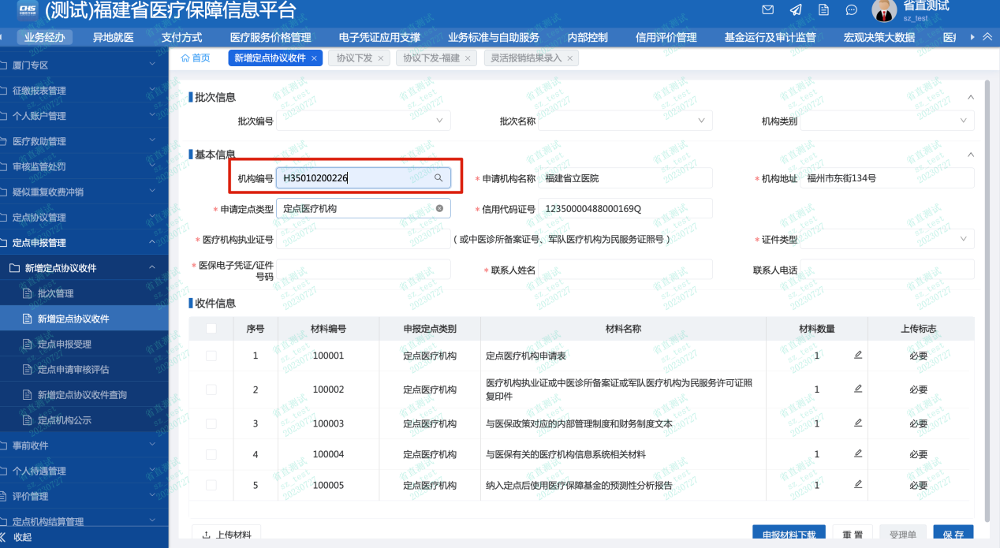 CHS
(测试)福建省医疗保障信息平台
省直测试
sz_test
业务经办 异地就医 支付方式 医疗服务价格管理 电子凭证应用支撑 业务标准与自助服务 内部控制 信用评价管理 基金运行及审计监管 宏观决策大数据
厦门专区
征缴报表管理
个人账户管理
医疗救助管理
审核监管处罚
疑似重复收费冲销
定点协议管理
定点申报管理
新增定点协议收件
批次管理
新增定点协议收件
定点申报受理
定点申请审核评估
新增定点协议收件查询
定点机构公示
事前收件
个人待遇管理
评价管理
定点机构结算管理
收起
首页 新增定点协议收件 × 协议下发 × 协议下发-福建 × 灵活报销结果录入 ×
批次信息
批次编号 批次名称 机构类别
基本信息
机构编号 H35010200226 * 申请机构名称 福建省立医院 * 机构地址 福州市东街134号
* 申请定点类型 定点医疗机构 * 信用代码证号 12350000488000169Q
* 医疗机构执业证号 (或中医诊所备案证号、军队医疗机构为民服务证照号) * 证件类型
* 医保电子凭证/证件号码 * 联系人姓名 联系人电话
收件信息
序号 材料编号 申报定点类别 材料名称 材料数量 上传标志
1 100001 定点医疗机构 定点医疗机构申请表 1 必要
2 100002 定点医疗机构 医疗机构执业证或中医诊所备案证或军队医疗机构为民服务许可证照
复印件 1 必要
3 100003 定点医疗机构 与医保政策对应的内部管理制度和财务制度文本 1 必要
4 100004 定点医疗机构 与医保有关的医疗机构信息系统相关材料 1 必要
5 100005 定点医疗机构 纳入定点后使用医疗保障基金的预测性分析报告 1 必要
上传材料 申报材料下载 重 置 受理单 保 存
省直测试
sz_test
20230727